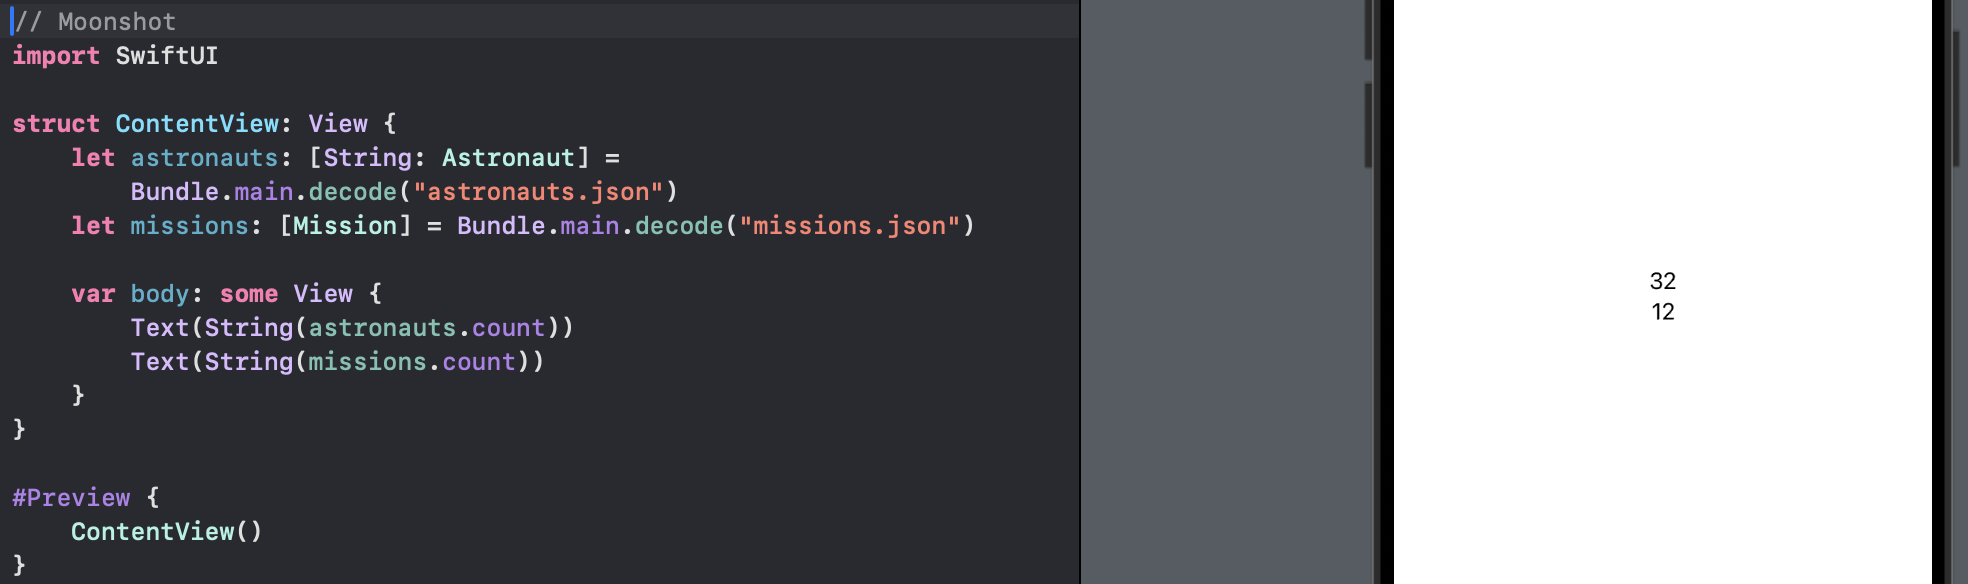 // Moonshot
import SwiftUI
struct ContentView: View {
    let astronauts: [String: Astronaut] =
        Bundle.main.decode("astronauts.json")
    let missions: [Mission] = Bundle.main.decode("missions.json")
    var body: some View {
        Text(String(astronauts.count))
        Text(String(missions.count))
    }
}
#Preview {
    ContentView()
}
32
12